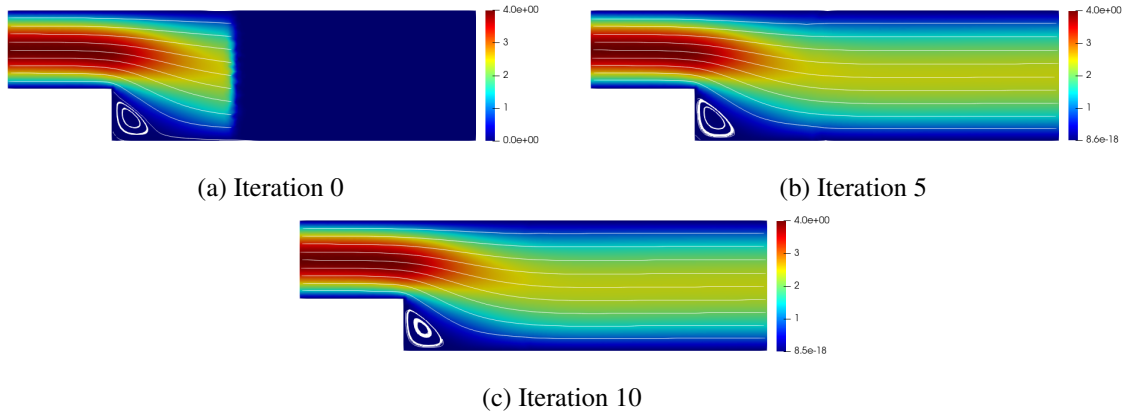 4.0e+00
3
2
1
0.0e+00
4.0e+00
3
2
1
8.6e-18
(a) Iteration 0
(b) Iteration 5
4.0e+00
3
2
1
8.5e-18
(c) Iteration 10